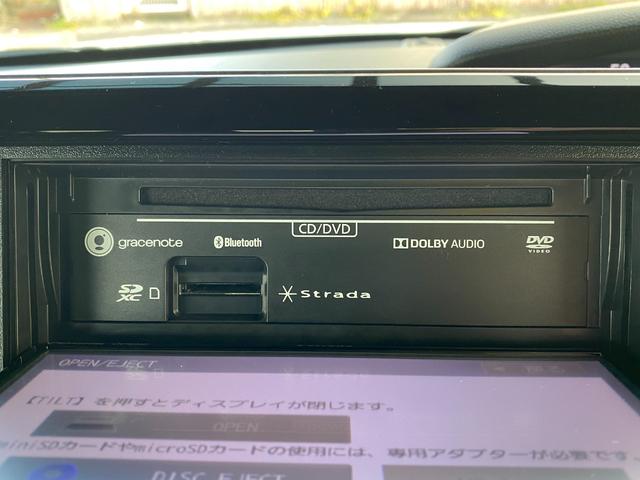 CD/DVD
gracenote Bluetooth DOLBY AUDIO DVD VIDEO
SD XC Strada
OPEN/EJECT 戻る
【TILT】を押すとディスプレイが閉じます。
OPEN
miniSDカードやmicroSDカードの使用には、専用アダプターが必要です。
DISC EJECT